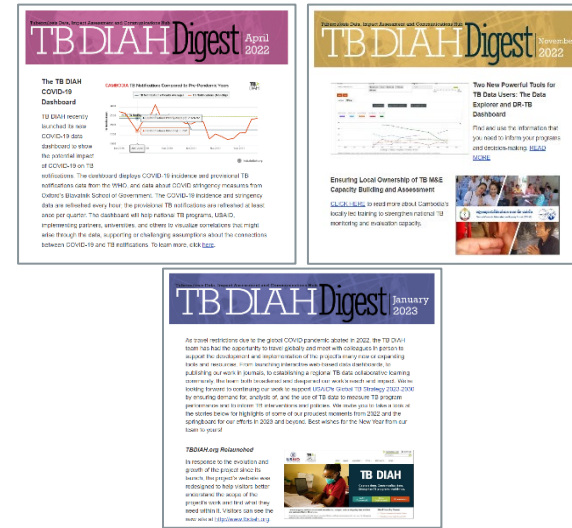 Tuberculosis Data, Impact Assessment and Communications Hub
TB DIAH Digest April
2022
The TB DIAH
COVID-19
Dashboard
TB DIAH recently
launched its new
COVID-19 data
dashboard to show
the potential impact
of COVID-19 on TB
notifications. The dashboard displays COVID-19 incidence and provisional TB
notifications data from the WHO, and data about COVID stringency measures from
Oxford's Blavatnik School of Government. The COVID-19 incidence and stringency
data are refreshed every hour; the provisional TB notifications are refreshed at least
once per quarter. The dashboard will help national TB programs, USAID,
implementing partners, universities, and others to visualize correlations that might
arise through the data, supporting or challenging assumptions about the connections
between COVID-19 and TB notifications. To learn more, click here.
CAMBODIA TB Notifications Compared to Pre-Pandemic Years
Tuberculosis Data, Impact Assessment and Communications Hub
TB DIAH Digest November
2022
Two New Powerful Tools for
TB Data Users: The Data
Explorer and DR-TB
Dashboard
Find and use the information that
you need to inform your programs
and decision-making. READ
MORE
Ensuring Local Ownership of TB M&E
Capacity Building and Assessment
CLICK HERE to read more about Cambodia's
locally led training to strengthen national TB
monitoring and evaluation capacity.
Tuberculosis Data, Impact Assessment and Communications Hub
TB DIAH Digest January
2023
As travel restrictions due to the global COVID pandemic abated in 2022, the TB DIAH
team has had the opportunity to travel globally and meet with colleagues in person to
support the development and implementation of the project's many new or expanding
tools and resources. From launching interactive web-based data dashboards, to
publishing our work in journals, to establishing a regional TB data collaborative learning
community, the team both broadened and deepened our work's reach and impact. We're
looking forward to continuing our work to support USAID's Global TB Strategy 2023-2030
by ensuring demand for, analysis of, and the use of TB data to measure TB program
performance and to inform TB interventions and policies. We invite you to take a look at
the stories below for highlights of some of our proudest moments from 2022 and the
springboard for our efforts in 2023 and beyond. Best wishes for the New Year from our
team to yours!
TBDIAH.org Relaunched
In response to the evolution and
growth of the project since its
launch, the project's website was
redesigned to help visitors better
understand the scope of the
project's work and find what they
need within it. Visitors can see the
new site at http://www.tbdiah.org
TB DIAH